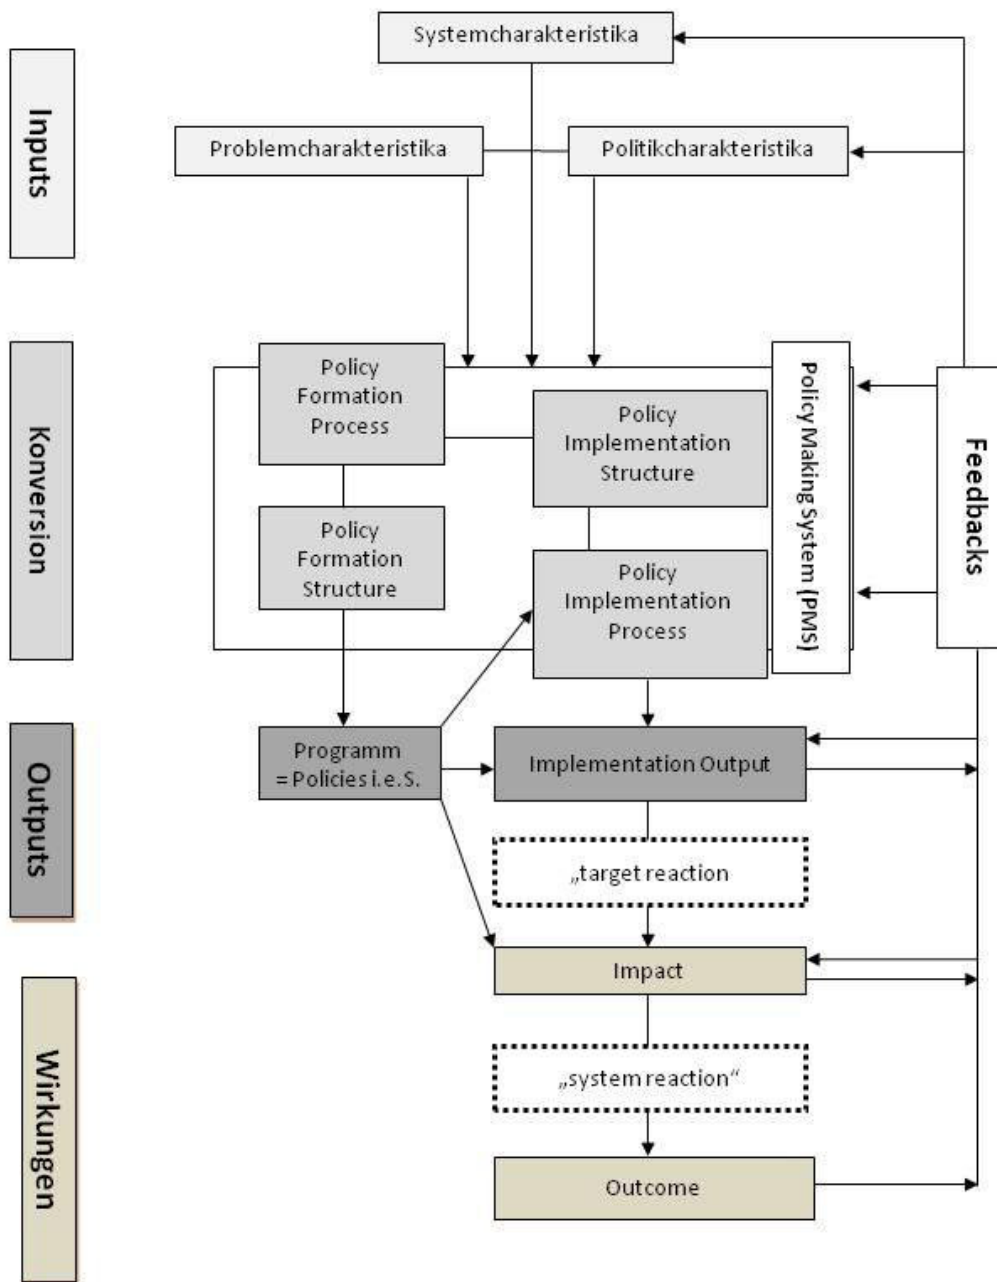 Inputs
Systemcharakteristika
Problemcharakteristika
Politikcharakteristika
Konversion
Policy
Formation
Process
Policy
Implementation
Structure
Policy
Formation
Structure
Policy
Implementation
Process
Policy Making System (PMS)
Feedbacks
Outputs
Programm
= Policies i.e.S.
Implementation Output
„target reaction
Wirkungen
Impact
„system reaction“
Outcome